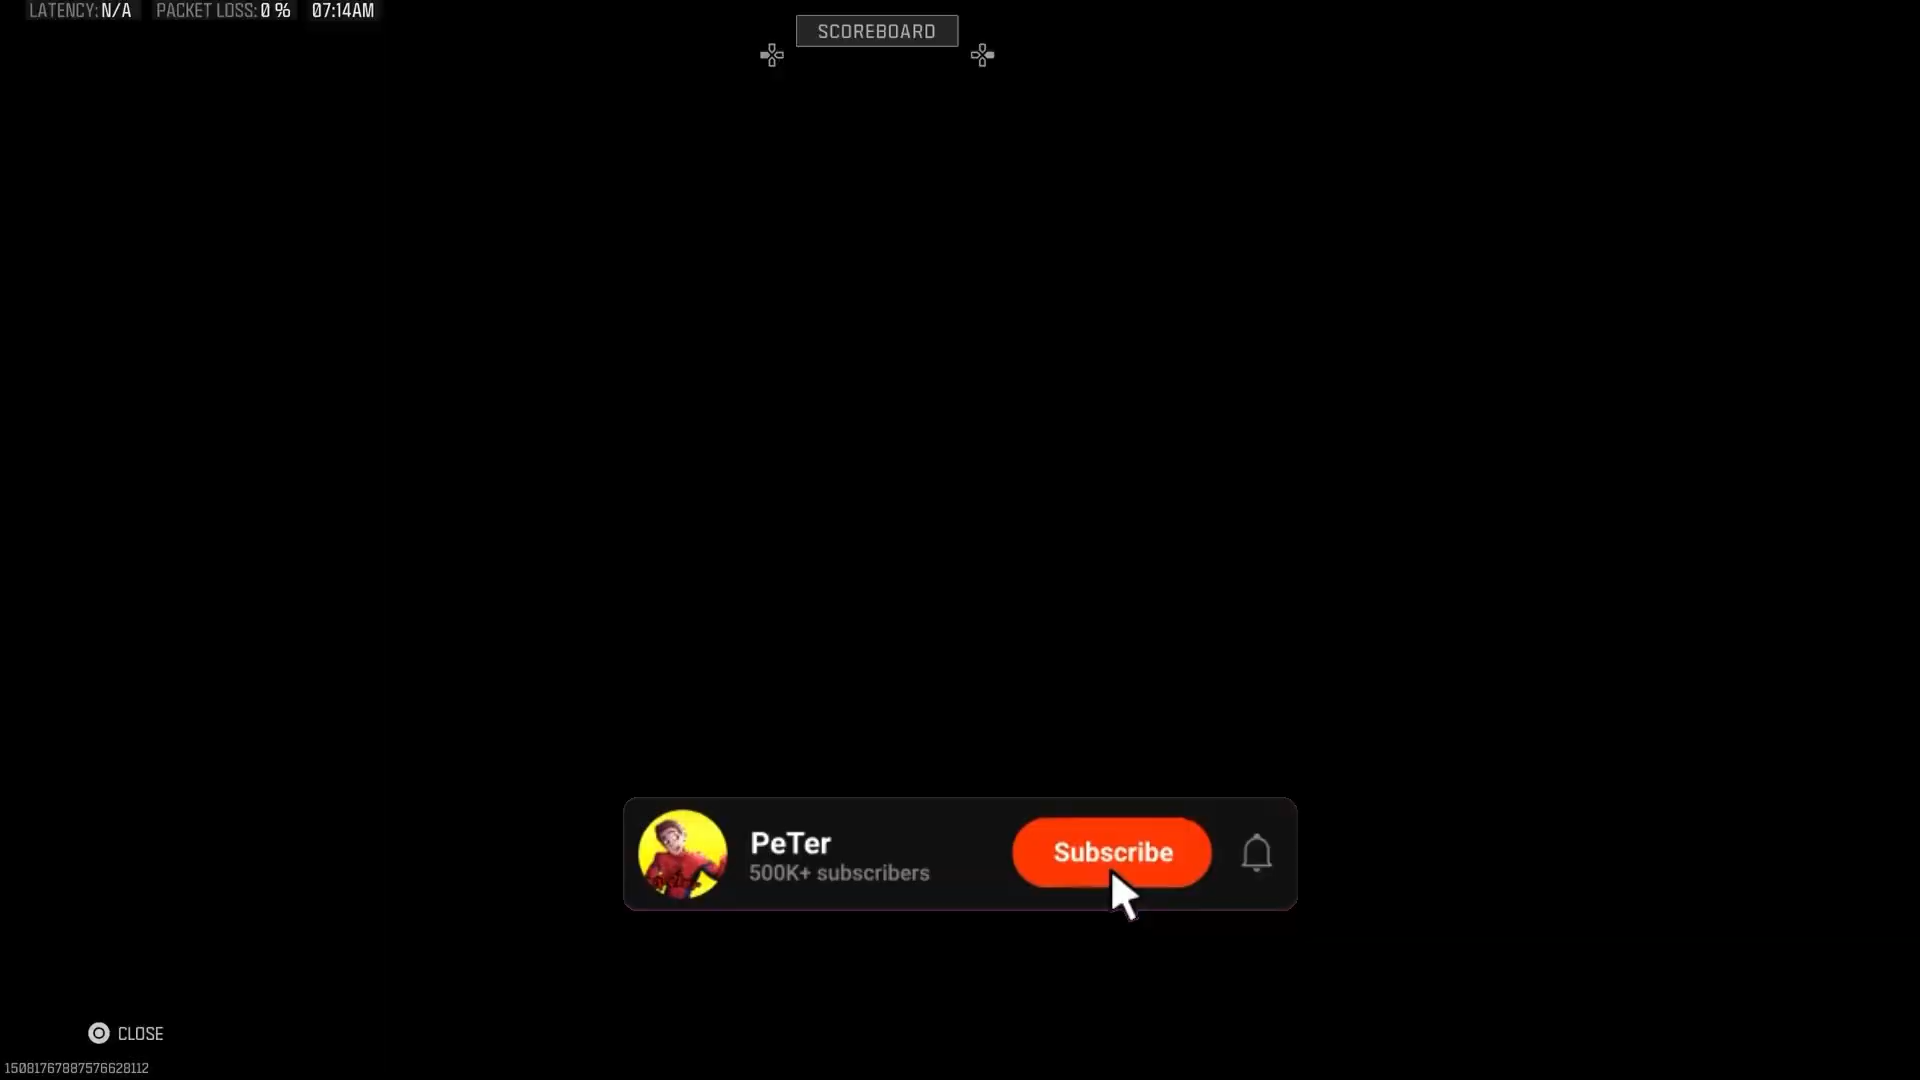 LATENCY: N/A PACKET LOSS: 0 % 07:14AM
SCOREBOARD
PeTer
500K+ subscribers
Subscribe
CLOSE
15081767887576628112